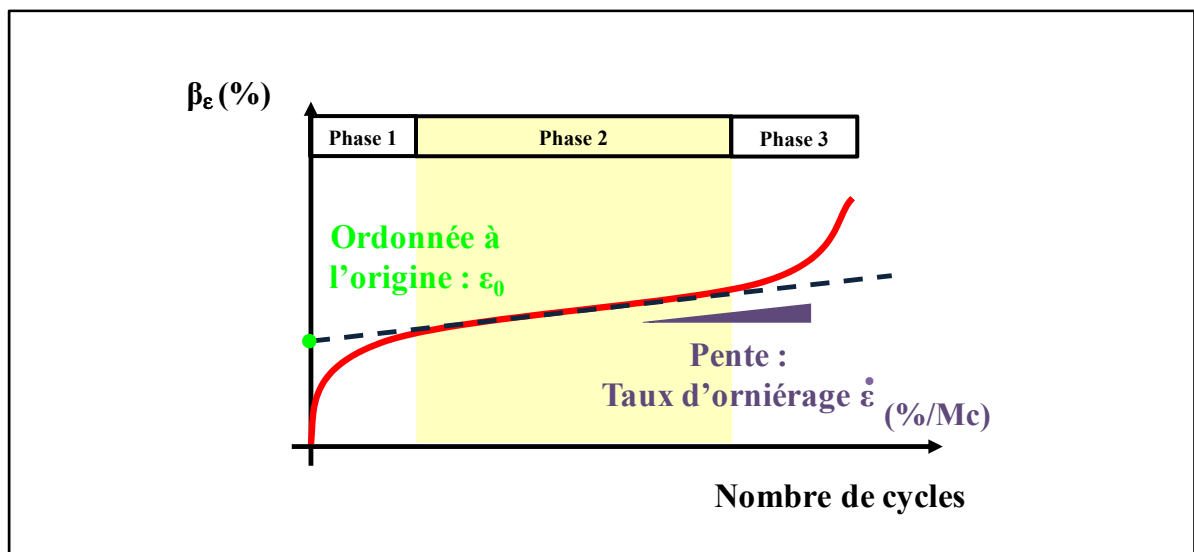 βε (%)
Phase 1
Phase 2
Phase 3
Ordonnée à
l’origine : ε0
Pente :
Taux d’orniérage ε̇ (%/Mc)
Nombre de cycles